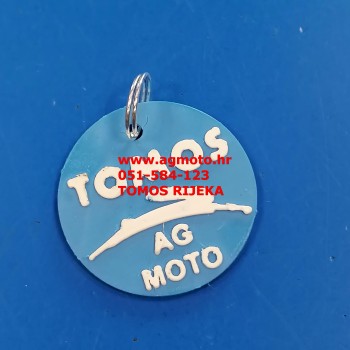 TOMOS
www.agmoto.hr
051-584-123
TOMOS RIJEKA
AG
MOTO